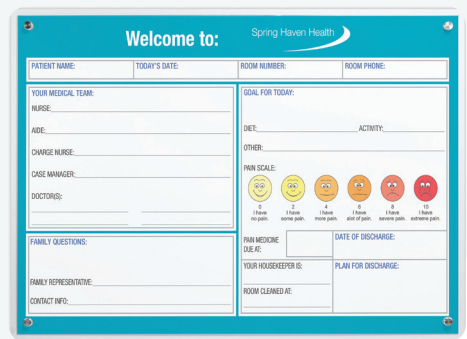 Welcome to:
Spring Haven Health
PATIENT NAME:
TODAY'S DATE:
ROOM NUMBER:
ROOM PHONE:
YOUR MEDICAL TEAM:
NURSE:
AIDE:
CHARGE NURSE:
CASE MANAGER:
DOCTOR(S):
FAMILY QUESTIONS:
FAMILY REPRESENTATIVE:
CONTACT INFO:
GOAL FOR TODAY:
DIET: ACTIVITY:
OTHER:
PAIN SCALE:
0 2 4 6 8 10
I have I have I have I have I have I have
no pain. some pain. more pain. alot of pain. severe pain. extreme pain.
PAIN MEDICINE
DUE AT:
DATE OF DISCHARGE:
YOUR HOUSEKEEPER IS:
ROOM CLEANED AT:
PLAN FOR DISCHARGE: